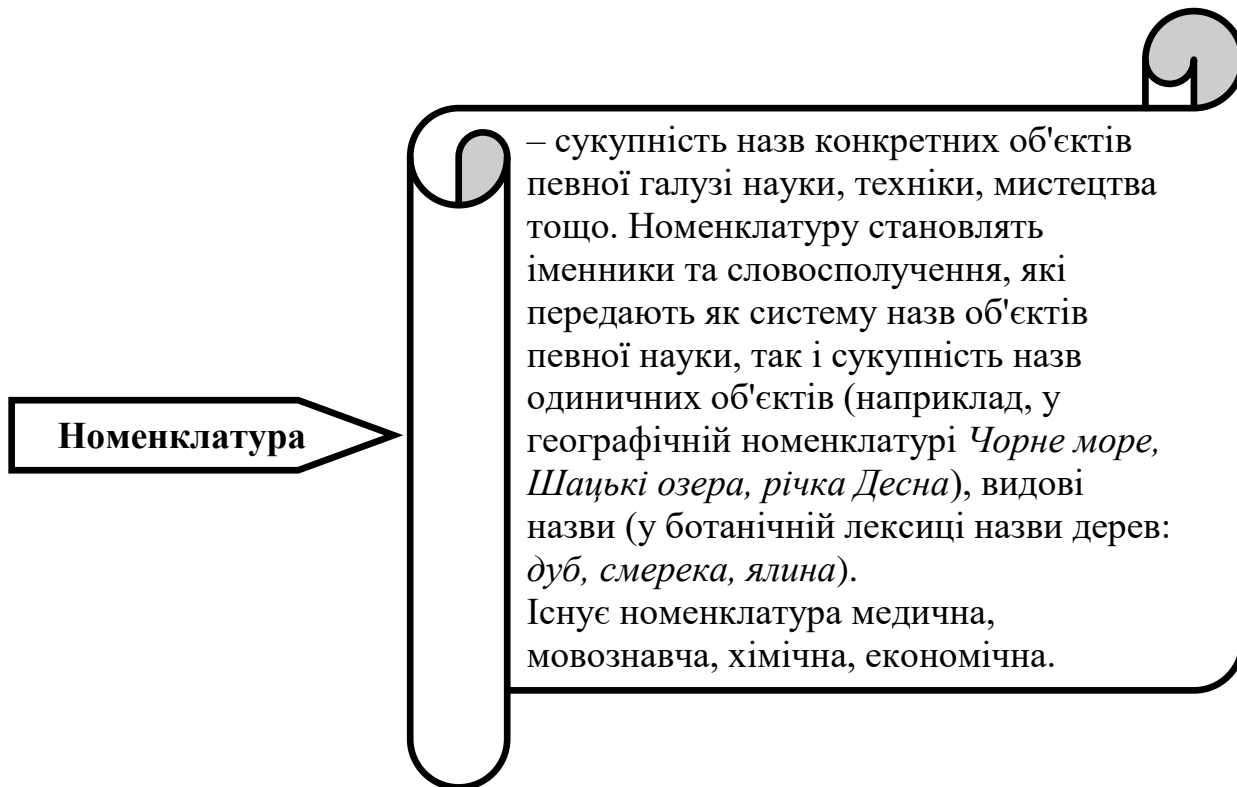 Номенклатура
– сукупність назв конкретних об'єктів
певної галузі науки, техніки, мистецтва
тощо. Номенклатуру становлять
іменники та словосполучення, які
передають як систему назв об'єктів
певної науки, так і сукупність назв
одиничних об'єктів (наприклад, у
географічній номенклатурі Чорне море,
Шацькі озера, річка Десна), видові
назви (у ботанічній лексиці назви дерев:
дуб, смерека, ялина).
Існує номенклатура медична,
мовознавча, хімічна, економічна.